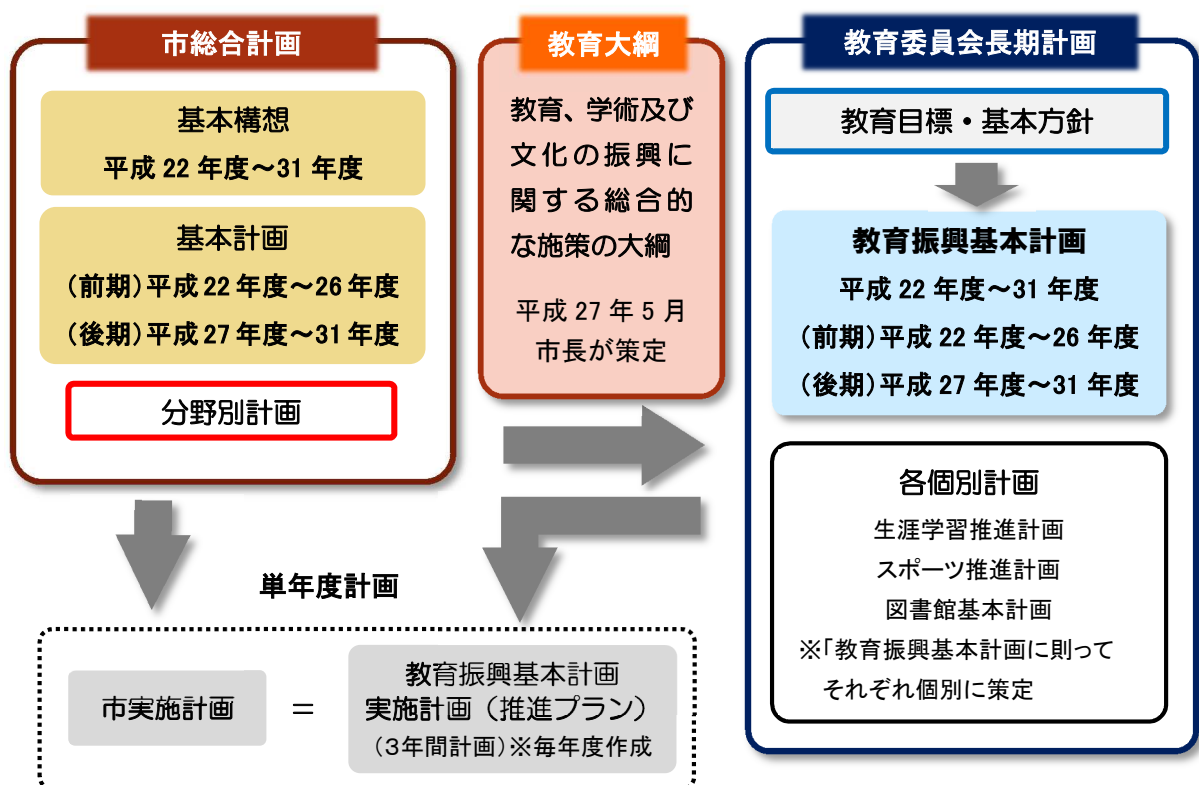 市総合計画
基本構想
平成 22 年度～31 年度
基本計画
(前期)平成 22 年度～26 年度
(後期)平成 27 年度～31 年度
分野別計画
教育大綱
教育、学術及び
文化の振興に
関する総合的
な施策の大綱
平成 27 年 5 月
市長が策定
教育委員会長期計画
教育目標・基本方針
教育振興基本計画
平成 22 年度～31 年度
(前期)平成 22 年度～26 年度
(後期)平成 27 年度～31 年度
各個別計画
生涯学習推進計画
スポーツ推進計画
図書館基本計画
※「教育振興基本計画に則って
それぞれ個別に策定
単年度計画
市実施計画
＝
教育振興基本計画
実施計画（推進プラン）
（3年間計画）※毎年度作成